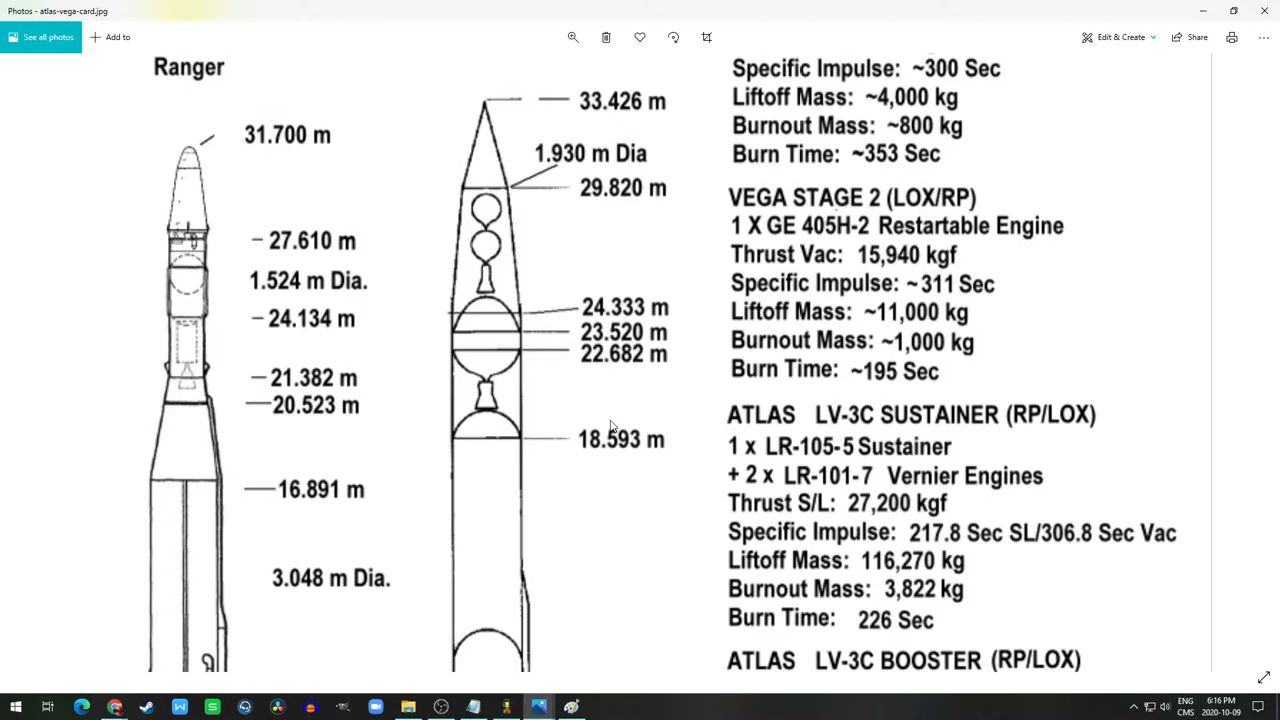 Photos - atlas-vega-card.jpg
See all photos
Add to
Edit & Create
Share
Ranger
31.700 m
27.610 m
1.524 m Dia.
24.134 m
21.382 m
20.523 m
16.891 m
3.048 m Dia.
33.426 m
1.930 m Dia
29.820 m
24.333 m
23.520 m
22.682 m
18.593 m
Specific Impulse: ~300 Sec
Liftoff Mass: ~4,000 kg
Burnout Mass: ~800 kg
Burn Time: ~353 Sec
VEGA STAGE 2 (LOX/RP)
1 X GE 405H-2 Restartable Engine
Thrust Vac: 15,940 kgf
Specific Impulse: ~311 Sec
Liftoff Mass: ~11,000 kg
Burnout Mass: ~1,000 kg
Burn Time: ~195 Sec
ATLAS LV-3C SUSTAINER (RP/LOX)
1 x LR-105-5 Sustainer
+ 2 x LR-101-7 Vernier Engines
Thrust S/L: 27,200 kgf
Specific Impulse: 217.8 Sec SL/306.8 Sec Vac
Liftoff Mass: 116,270 kg
Burnout Mass: 3,822 kg
Burn Time: 226 Sec
ATLAS LV-3C BOOSTER (RP/LOX)
ENG
CMS
6:16 PM
2020-10-09